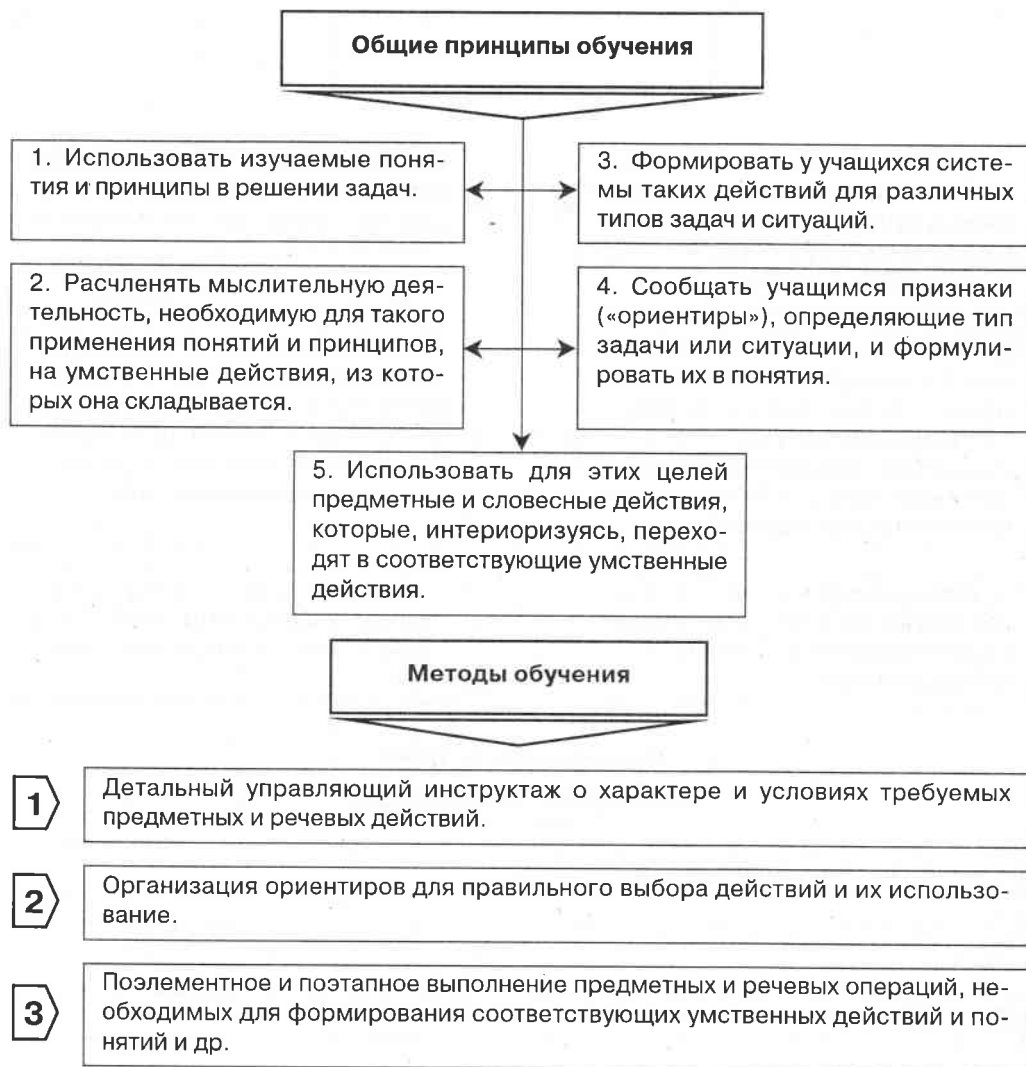 Общие принципы обучения
1. Использовать изучаемые поня-
тия и принципы в решении задач.
2. Расчленять мыслительную дея-
тельность, необходимую для такого
применения понятий и принципов,
на умственные действия, из кото-
рых она складывается.
3. Формировать у учащихся систе-
мы таких действий для различных
типов задач и ситуаций.
4. Сообщать учащимся признаки
(«ориентиры»), определяющие тип
задачи или ситуации, и формули-
ровать их в понятия.
5. Использовать для этих целей
предметные и словесные действия,
которые, интериоризуясь, перехо-
дят в соответствующие умственные
действия.
Методы обучения
1
Детальный управляющий инструктаж о характере и условиях требуемых
предметных и речевых действий.
2
Организация ориентиров для правильного выбора действий и их использо-
вание.
3
Поэлементное и поэтапное выполнение предметных и речевых операций, не-
обходимых для формирования соответствующих умственных действий и по-
нятий и др.